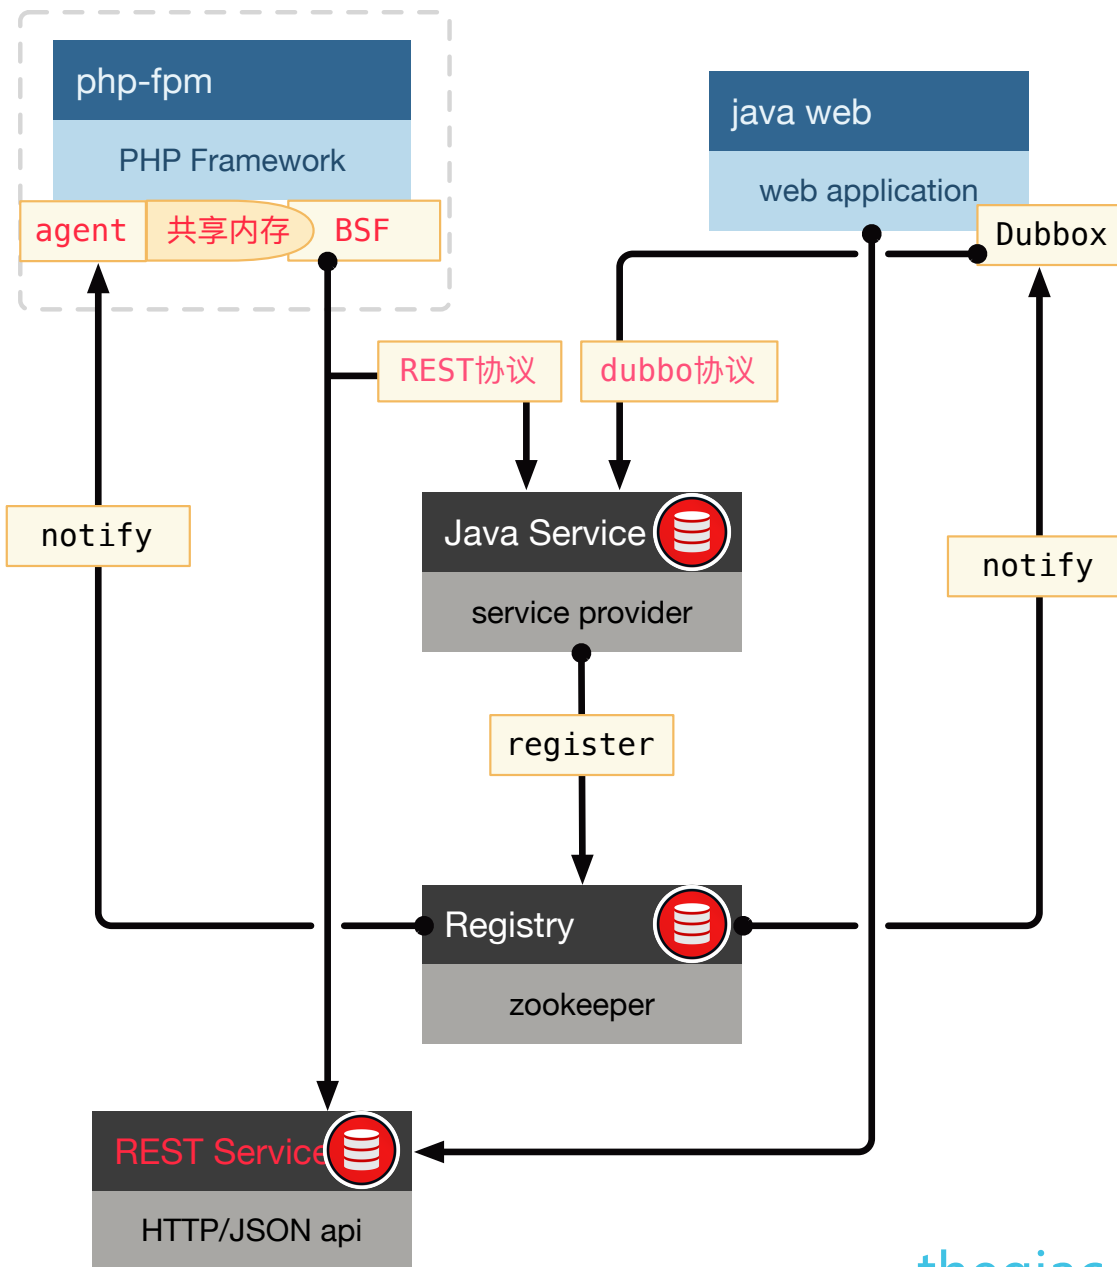 php-fpm
PHP Framework
agent
共享内存
BSF
java web
web application
Dubbox
REST协议
dubbo协议
notify
Java Service
service provider
notify
register
Registry
zookeeper
REST Service
HTTP/JSON api